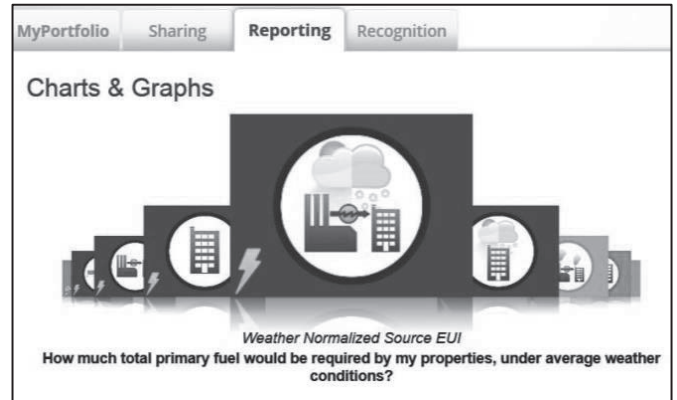 MyPortfolio Sharing Reporting Recognition
Charts & Graphs
Weather Normalized Source EUI
How much total primary fuel would be required by my properties, under average weather
conditions?